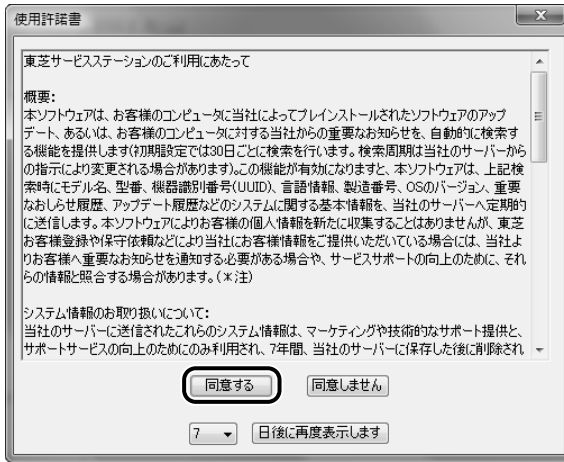 使用許諾書
東芝サービスステーションのご利用にあたって
概要:
本ソフトウェアは、お客様のコンピュータに当社によってプレインストールされたソフトウェアのアップ
デート、あるいは、お客様のコンピュータに対する当社からの重要なお知らせを、自動的に検索す
る機能を提供します(初期設定では30日ごとに検索を行います。検索周期は当社のサーバーから
の指示により変更される場合があります)。この機能が有効になりますと、本ソフトウェアは、上記検
索時にモデル名、型番、機器識別番号(UUID)、言語情報、製造番号、OSのバージョン、重要
なおしらせ履歴、アップデート履歴などのシステムに関する基本情報を、当社のサーバーへ定期的
に送信します。本ソフトウェアによりお客様の個人情報を新たに収集することはありませんが、東芝
お客様登録や保守依頼などにより当社にお客様情報をご提供いただいている場合には、当社よ
りお客様へ重要なお知らせを通知する必要がある場合や、サービスサポートの向上のために、それ
らの情報と照合する場合があります。(*注)
システム情報のお取り扱いについて:
当社のサーバーに送信されたこれらのシステム情報は、マーケティングや技術的なサポート提供と、
サポートサービスの向上のためにのみ利用され、7年間、当社のサーバーに保存した後に削除され
同意する 同意しません
7 日後に再度表示します